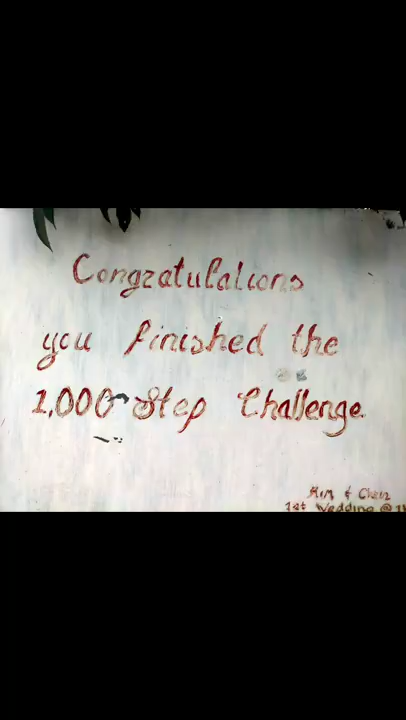 Congratulations
you finished the
1,000 Step Challenge.
1st Wedding @